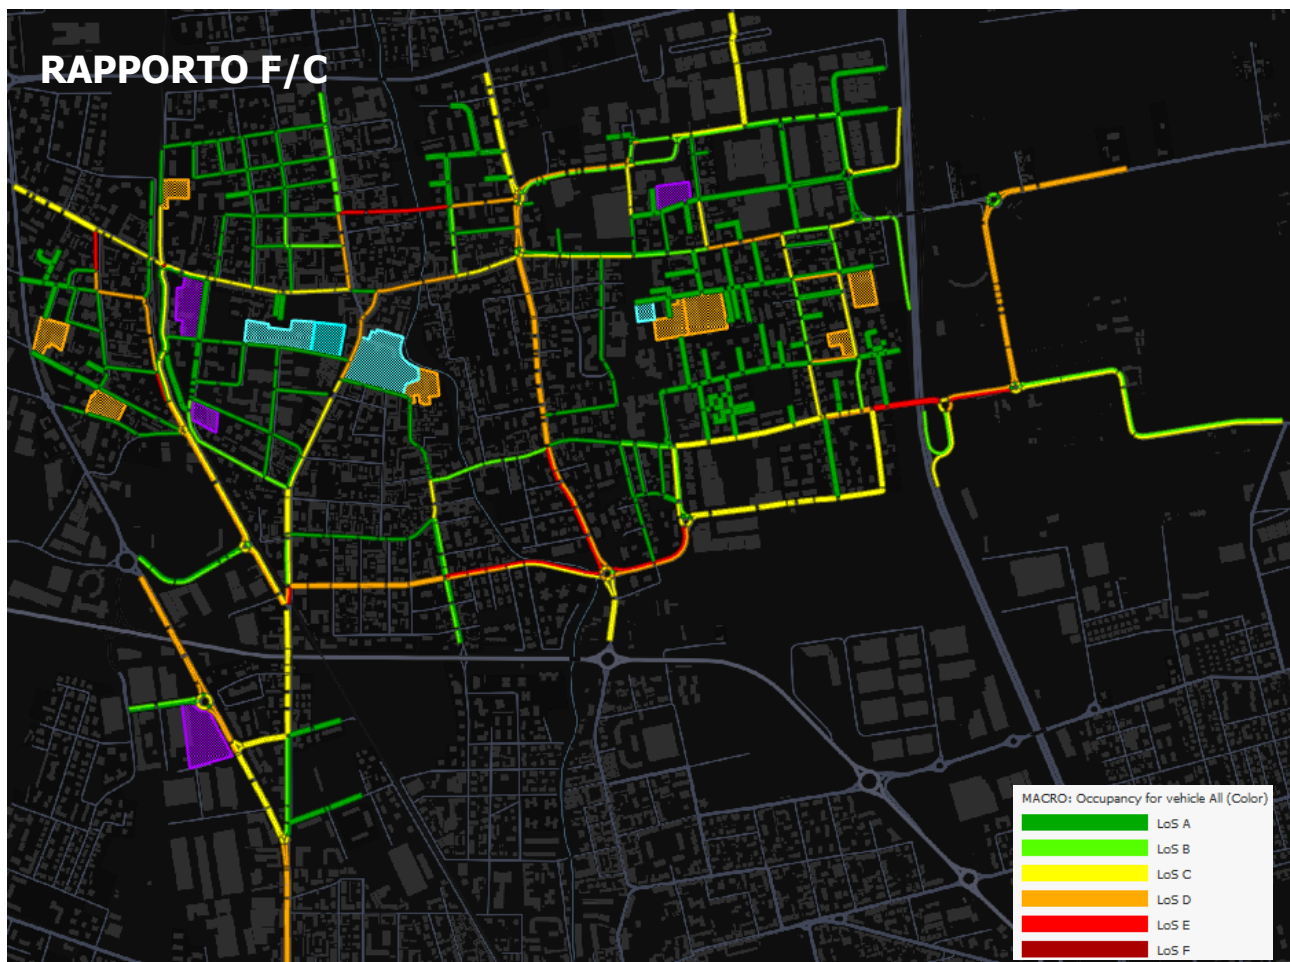 RAPPORTO F/C
MACRO: Occupancy for vehicle All (Color)
LoS A
LoS B
LoS C
LoS D
LoS E
LoS F